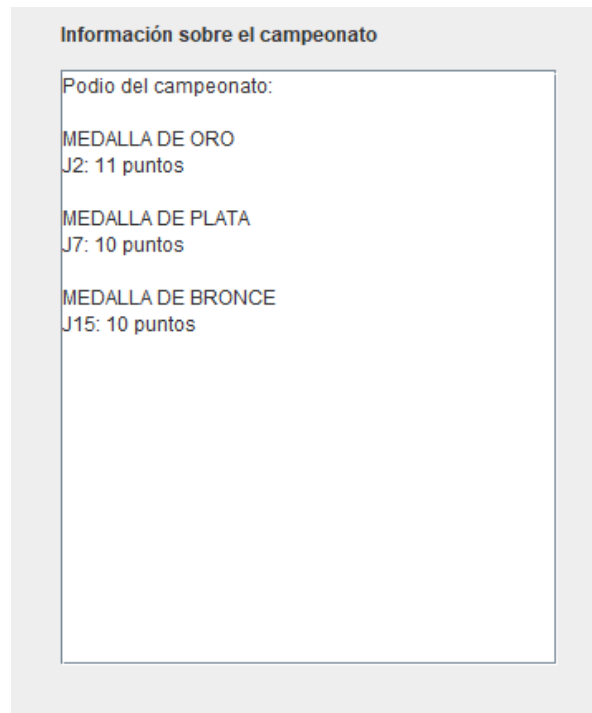 Información sobre el campeonato
Podio del campeonato:
MEDALLA DE ORO
J2: 11 puntos
MEDALLA DE PLATA
J7: 10 puntos
MEDALLA DE BRONCE
J15: 10 puntos